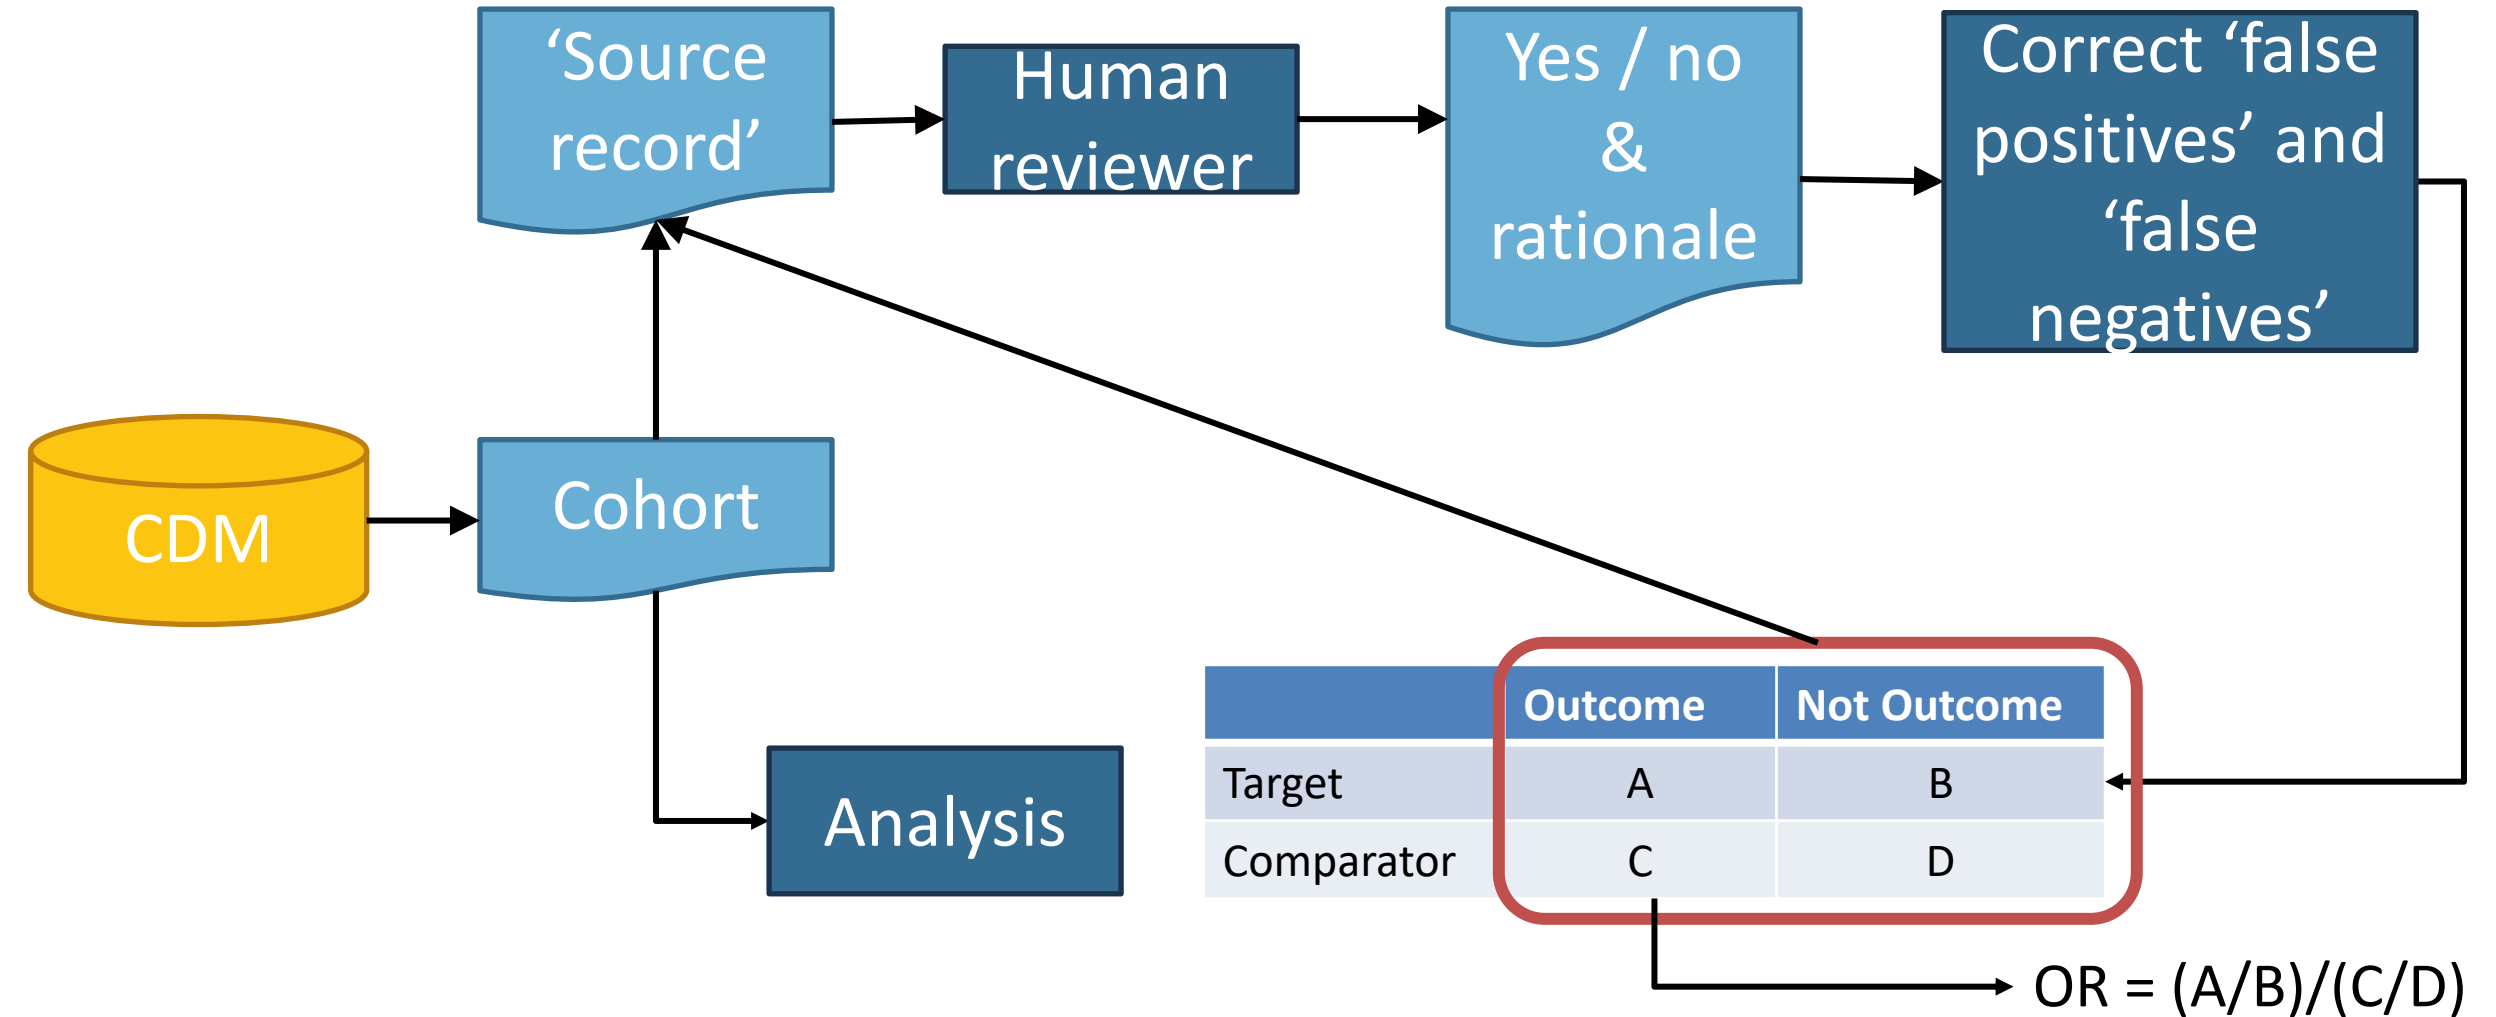 ‘Source
record’
Human
reviewer
Yes / no
&
rationale
Correct ‘false
positives’ and
‘false
negatives’
CDM
Cohort
Analysis
Outcome Not Outcome
Target A B
Comparator C D
OR = (A/B)/(C/D)